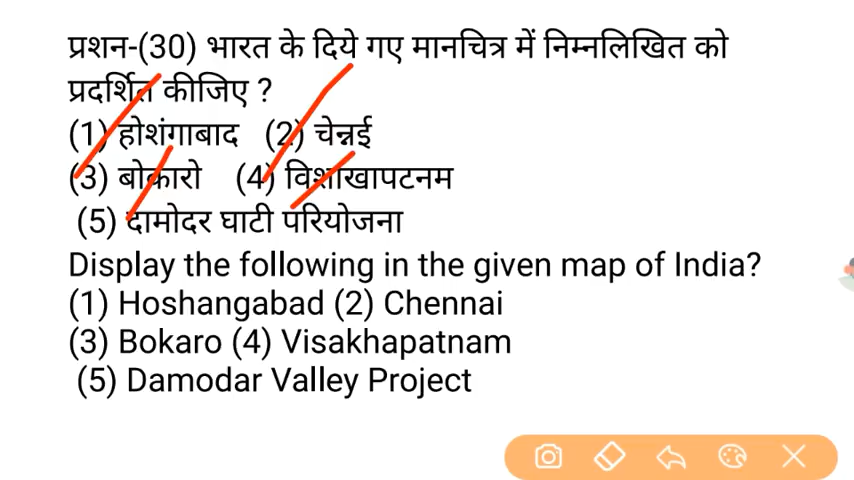 प्रशन-(30) भारत के दिये गए मानचित्र में निम्नलिखित को
प्रदर्शित कीजिए ?
(1) होशंगाबाद (2) चेन्नई
(3) बोकारो (4) विशाखापटनम
(5) दामोदर घाटी परियोजना
Display the following in the given map of India?
(1) Hoshangabad (2) Chennai
(3) Bokaro (4) Visakhapatnam
(5) Damodar Valley Project